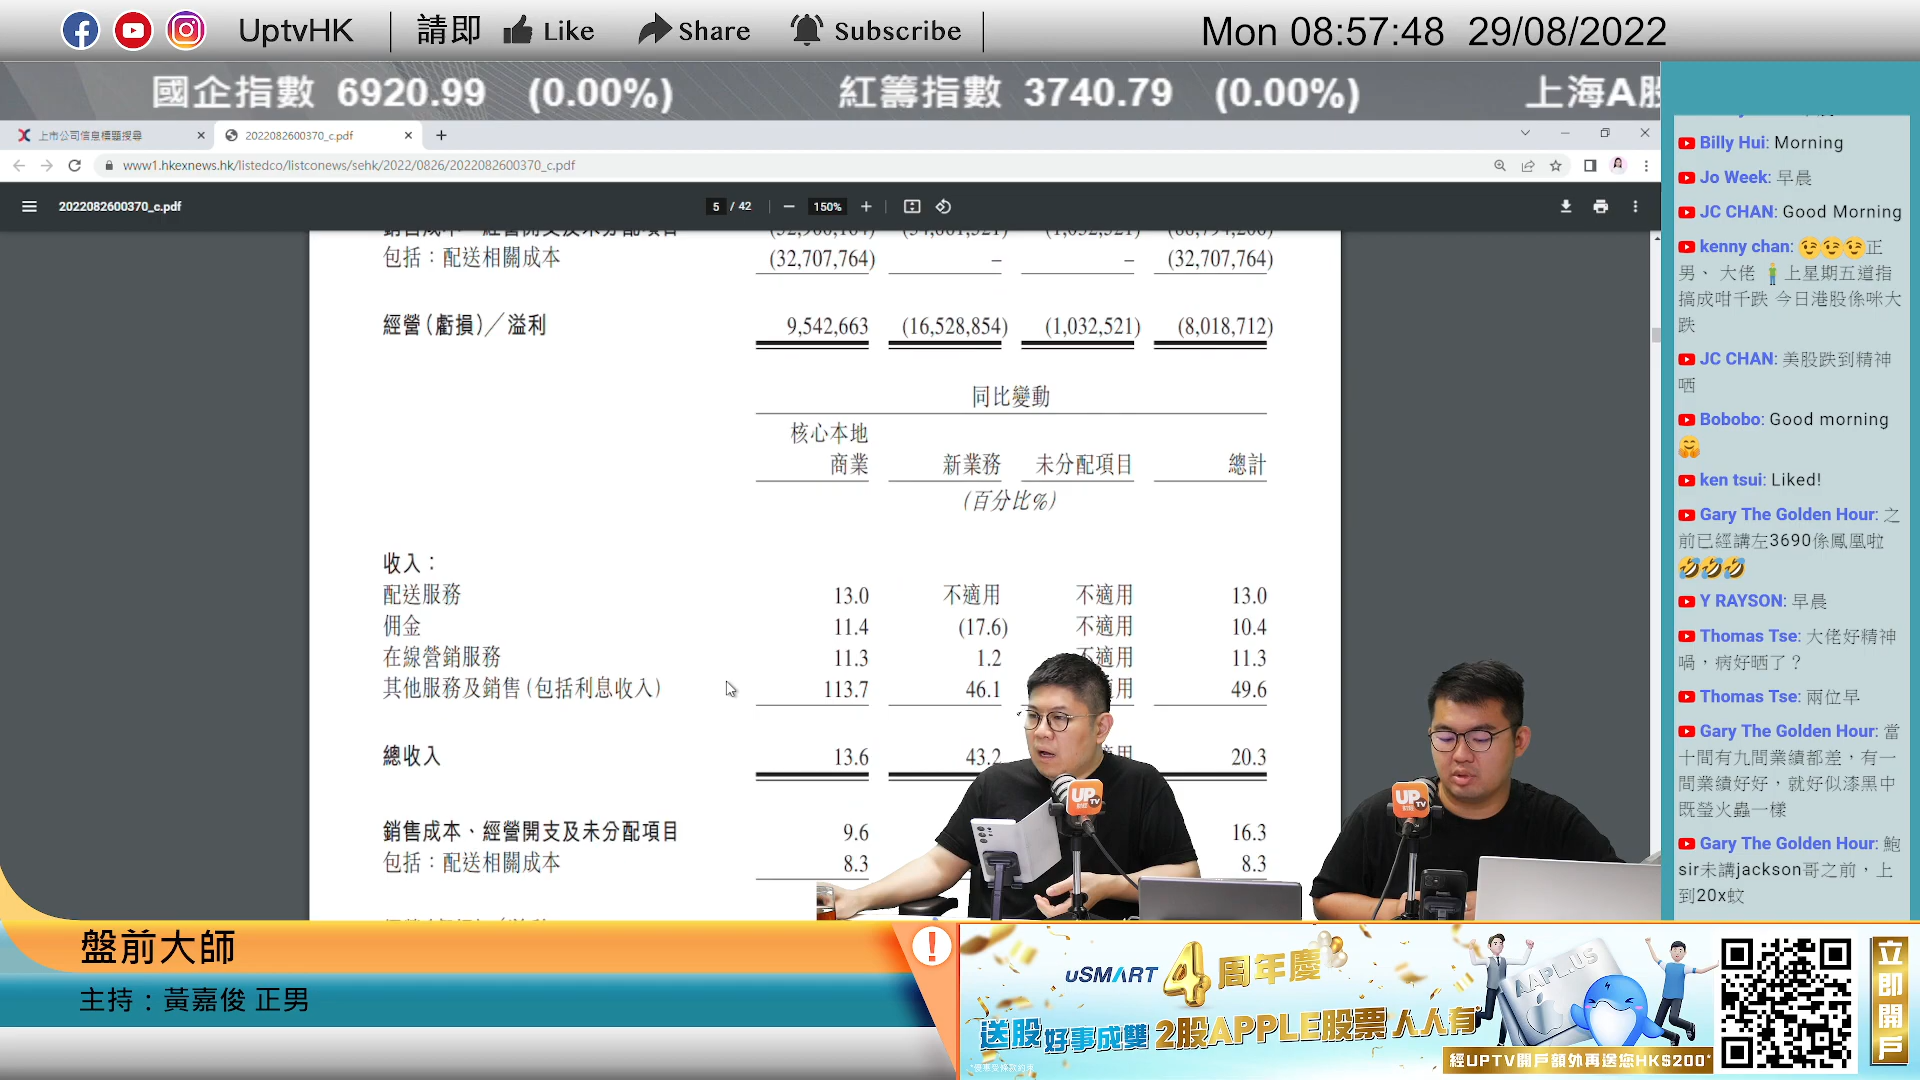 UptvHK
請即 Like Share Subscribe
Mon 08:57:48 29/08/2022
國企指數 6920.99 (0.00%) 紅籌指數 3740.79 (0.00%) 上海A股
上市公司信息標題搜尋
2022082600370_c.pdf
www1.hkexnews.hk/listedco/listconews/sehk/2022/0826/2022082600370_c.pdf
2022082600370_c.pdf
5 / 42
150%
包括：配送相關成本 (32,707,764) – – (32,707,764)
經營(虧損)／溢利 9,542,663 (16,528,854) (1,032,521) (8,018,712)
同比變動
核心本地
商業 新業務 未分配項目 總計
(百分比%)
收入：
配送服務 13.0 不適用 不適用 13.0
佣金 11.4 (17.6) 不適用 10.4
在線營銷服務 11.3 1.2 不適用 11.3
其他服務及銷售(包括利息收入) 113.7 46.1 用 49.6
總收入 13.6 43.2 用 20.3
銷售成本、經營開支及未分配項目 9.6 16.3
包括：配送相關成本 8.3 8.3
Billy Hui: Morning
Jo Week: 早晨
JC CHAN: Good Morning
kenny chan: 😉😉😉正
男、 大佬 🧍上星期五道指
搞成咁千跌 今日港股係咪大
跌
JC CHAN: 美股跌到精神
哂
Bobobo: Good morning
🤗
ken tsui: Liked!
Gary The Golden Hour: 之
前已經講左3690係鳳凰啦
🤣🤣🤣
Y RAYSON: 早晨
Thomas Tse: 大佬好精神
喎，病好晒了？
Thomas Tse: 兩位早
Gary The Golden Hour: 當
十間有九間業績都差，有一
間業績好好，就好似漆黑中
既瑩火蟲一樣
Gary The Golden Hour: 鮑
sir未講jackson哥之前，上
到20x蚊
UP TV
UP TV
盤前大師
主持：黃嘉俊 正男
uSMART 4周年慶
送股好事成雙 2股APPLE股票人人有*
AAPL.US
經UPTV開戶額外再送您HK$200*
立即開戶